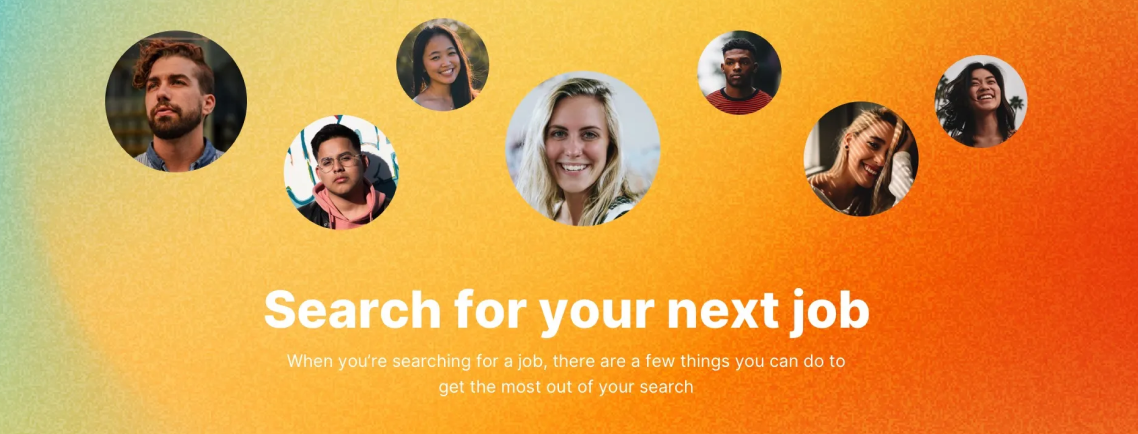 Search for your next job
When you're searching for a job, there are a few things you can do to
get the most out of your search